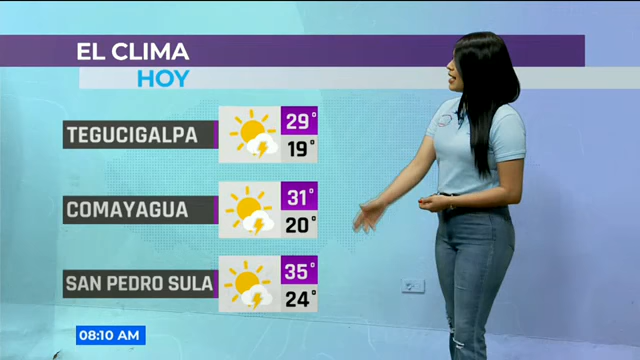 EL CLIMA
HOY
TEGUCIGALPA 29° 19°
COMAYAGUA 31° 20°
SAN PEDRO SULA 35° 24°
08:10 AM